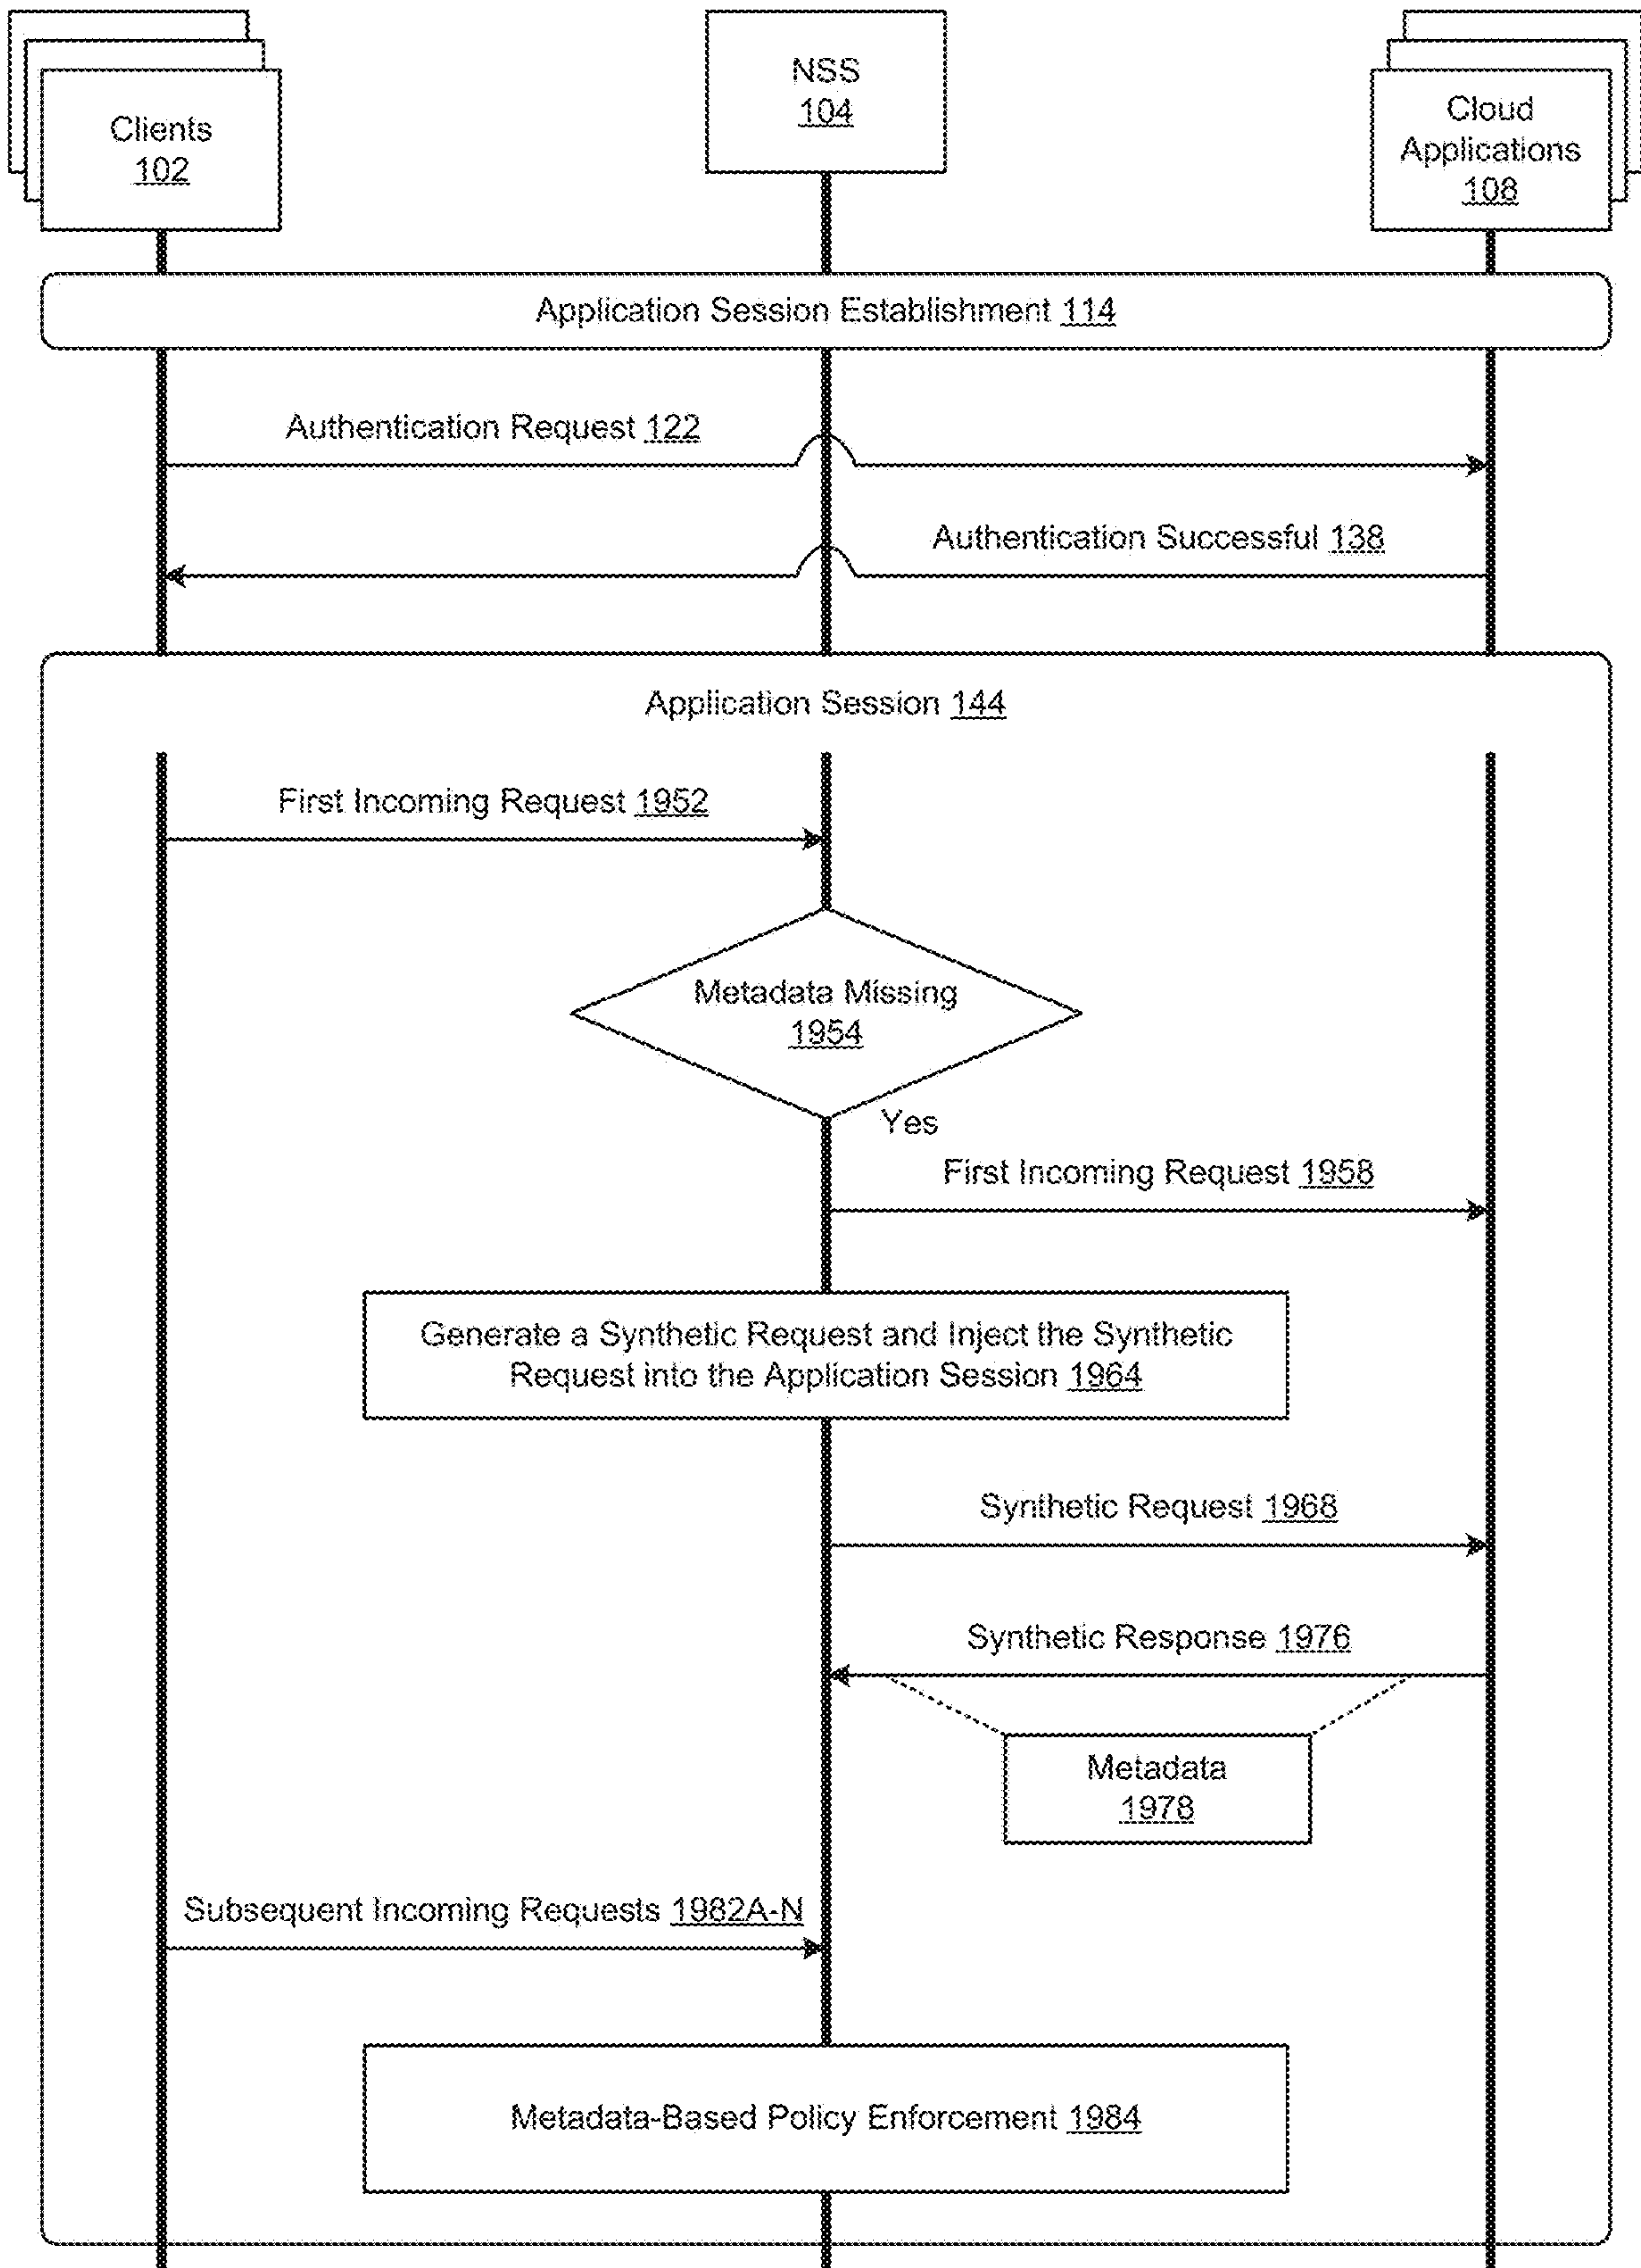 Clients
102
NSS
104
Cloud
Applications
108
Application Session Establishment 114
Authentication Request 122
Authentication Successful 138
Application Session 144
First Incoming Request 1952
Metadata Missing
1954
Yes
First Incoming Request 1958
Generate a Synthetic Request and Inject the Synthetic
Request into the Application Session 1964
Synthetic Request 1968
Synthetic Response 1976
Metadata
1978
Subsequent Incoming Requests 1982A-N
Metadata-Based Policy Enforcement 1984